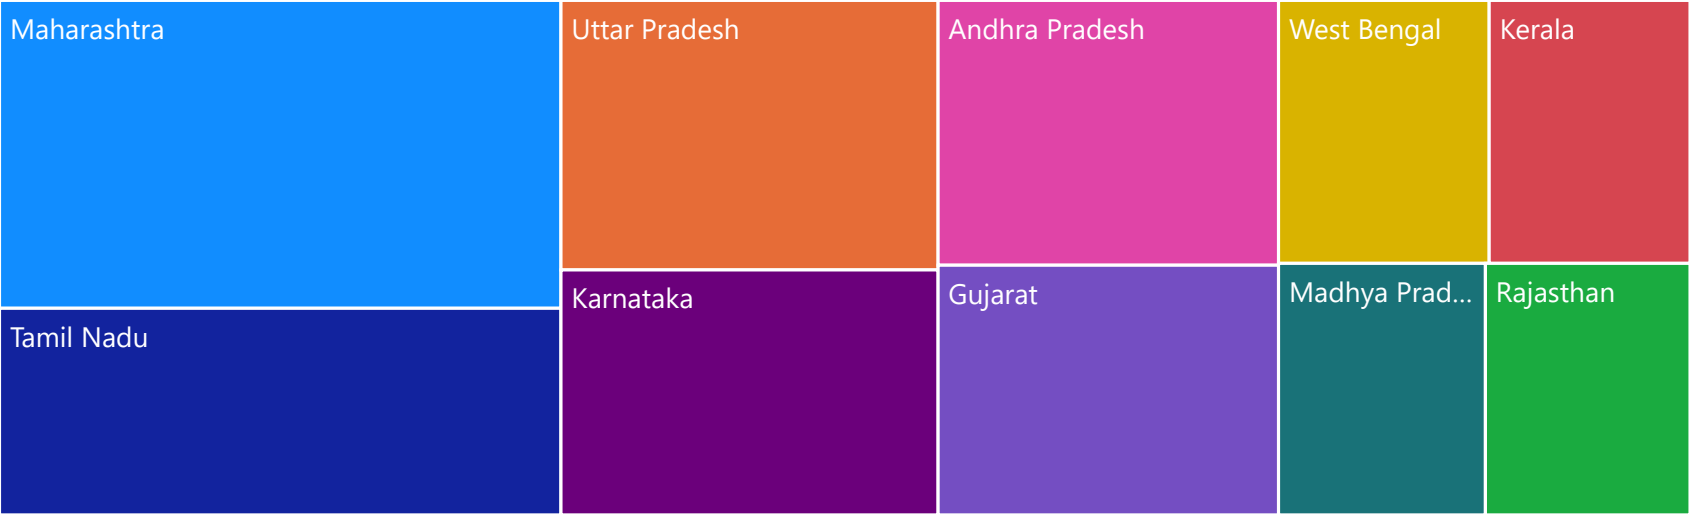 Maharashtra
Tamil Nadu
Uttar Pradesh
Karnataka
Andhra Pradesh
Gujarat
West Bengal
Kerala
Madhya Prad...
Rajasthan